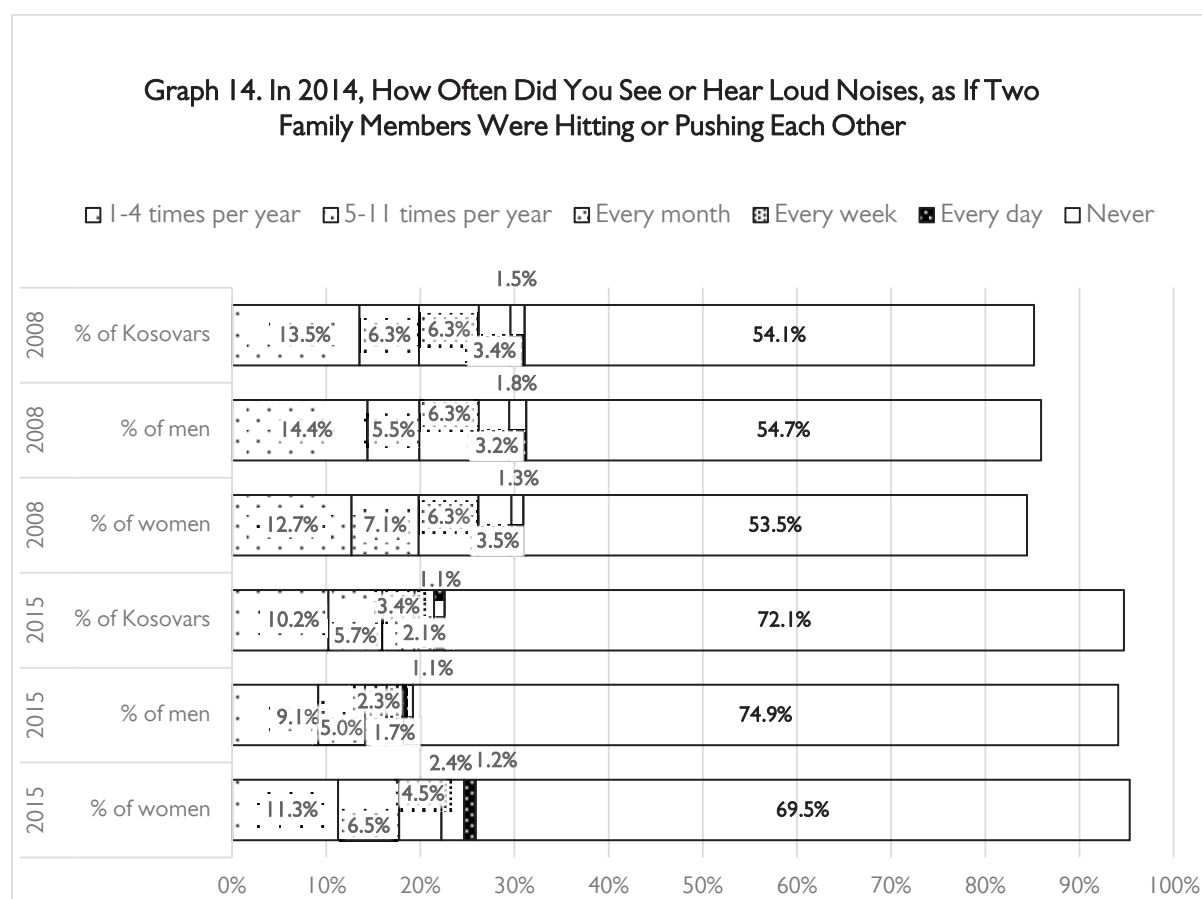 Graph 14. In 2014, How Often Did You See or Hear Loud Noises, as If Two
Family Members Were Hitting or Pushing Each Other
1-4 times per year 5-11 times per year Every month Every week Every day Never
1.5%
2008 % of Kosovars 13.5% 6.3% 6.3% 3.4% 54.1%
1.8%
2008 % of men 14.4% 5.5% 6.3% 3.2% 54.7%
1.3%
2008 % of women 12.7% 7.1% 6.3% 3.5% 53.5%
1.1%
2015 % of Kosovars 10.2% 5.7% 3.4% 2.1% 72.1%
1.1%
2015 % of men 9.1% 5.0% 2.3% 1.7% 74.9%
2.4% 1.2%
2015 % of women 11.3% 6.5% 4.5% 69.5%
0% 10% 20% 30% 40% 50% 60% 70% 80% 90% 100%